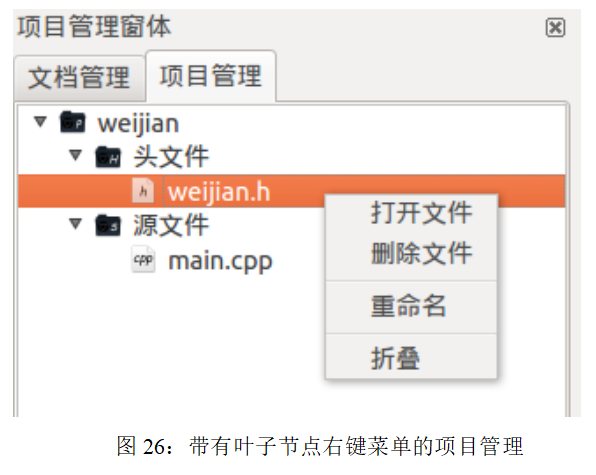 项目管理窗体
文档管理 项目管理
weijian
头文件
weijian.h
打开文件
源文件
删除文件
main.cpp
重命名
折叠
图 26：带有叶子节点右键菜单的项目管理